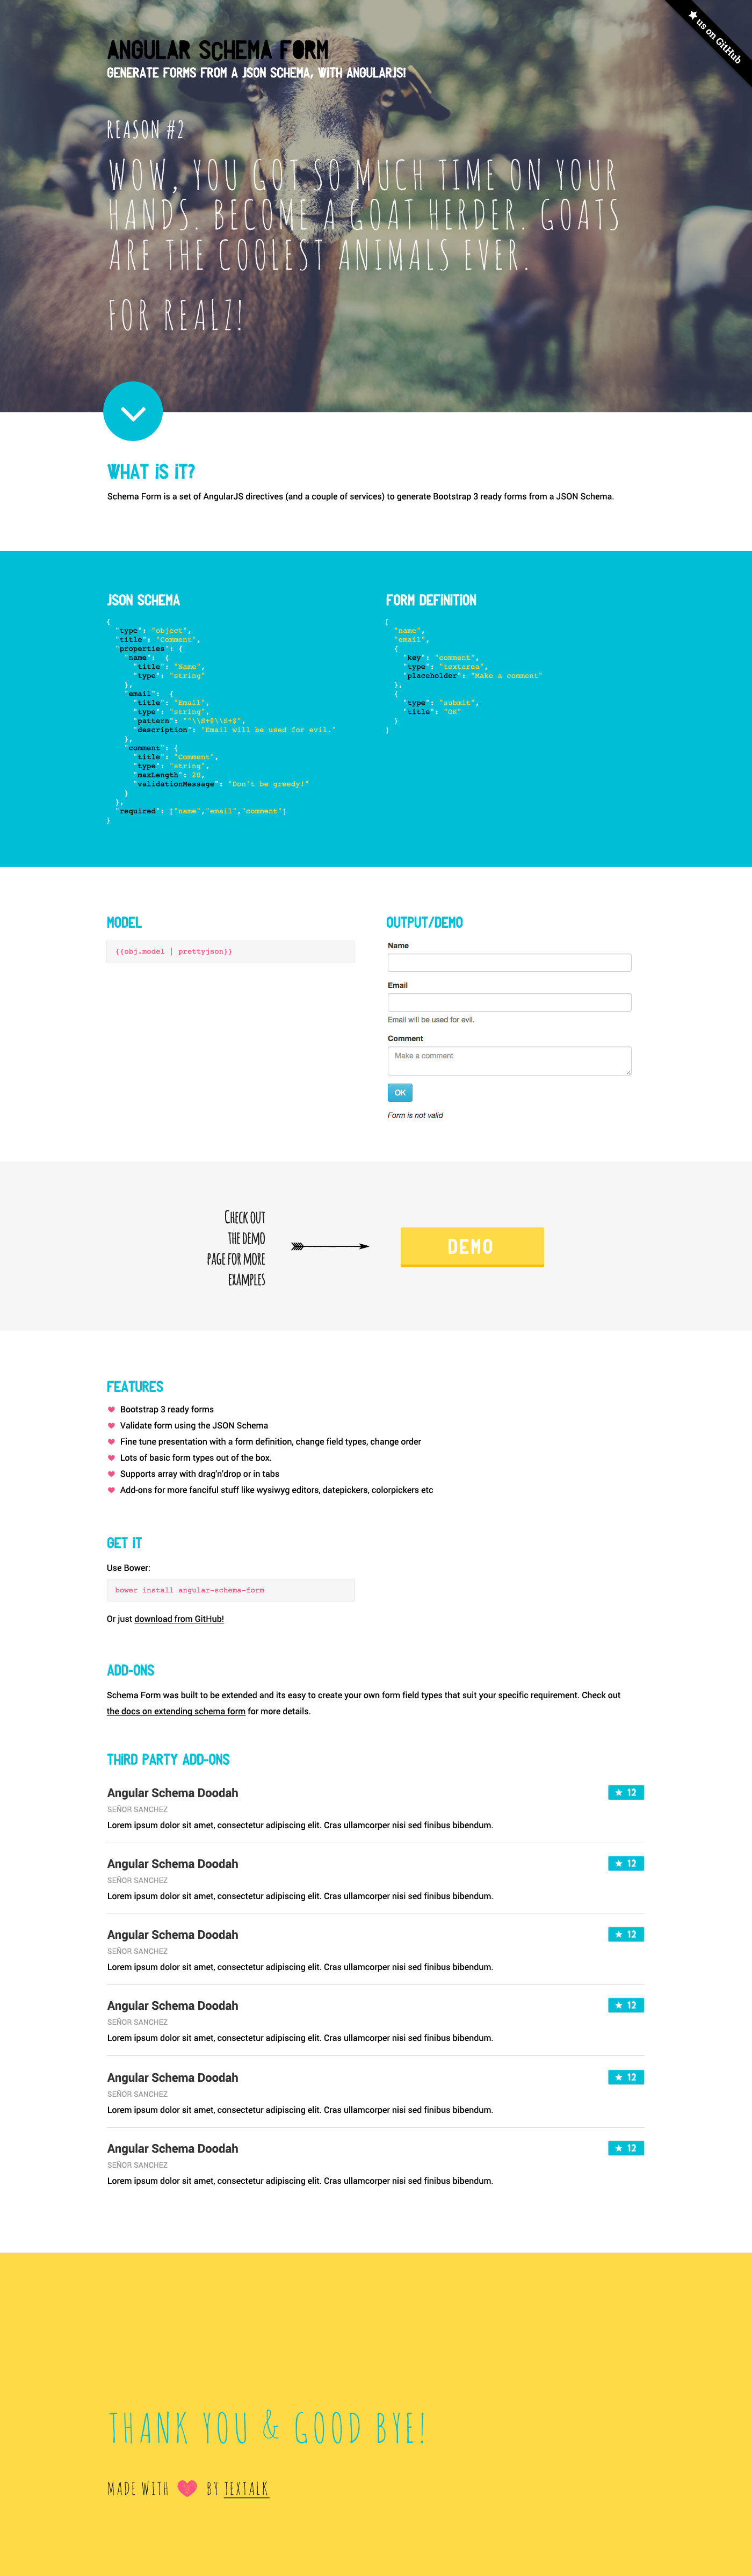 ★ us on GitHub
ANGULAR SCHEMA FORM
GENERATE FORMS FROM A JSON SCHEMA, WITH ANGULARJS!
REASON #2
WOW, YOU GOT SO MUCH TIME ON YOUR
HANDS. BECOME A GOAT HERDER. GOATS
ARE THE COOLEST ANIMALS EVER.
FOR REALZ!
WHAT IS IT?
Schema Form is a set of AngularJS directives (and a couple of services) to generate Bootstrap 3 ready forms from a JSON Schema.
JSON SCHEMA
{
"type": "object",
"title": "Comment",
"properties": {
"name":  {
"title": "Name",
"type": "string"
},
"email":  {
"title": "Email",
"type": "string",
"pattern": "^\\S+@\\S+$",
"description": "Email will be used for evil."
},
"comment": {
"title": "Comment",
"type": "string",
"maxLength": 20,
"validationMessage": "Don't be greedy!"
}
},
"required": ["name","email","comment"]
}
FORM DEFINITION
[
"name",
"email",
{
"key": "comment",
"type": "textarea",
"placeholder": "Make a comment"
},
{
"type": "submit",
"title": "OK"
}
]
MODEL
{{obj.model | prettyjson}}
OUTPUT/DEMO
Name
Email
Email will be used for evil.
Comment
Make a comment
OK
Form is not valid
CHECK OUT
THE DEMO
PAGE FOR MORE
EXAMPLES
DEMO
FEATURES
Bootstrap 3 ready forms
Validate form using the JSON Schema
Fine tune presentation with a form definition, change field types, change order
Lots of basic form types out of the box.
Supports array with drag'n'drop or in tabs
Add-ons for more fanciful stuff like wysiwyg editors, datepickers, colorpickers etc
GET IT
Use Bower:
bower install angular-schema-form
Or just download from GitHub!
ADD-ONS
Schema Form was built to be extended and its easy to create your own form field types that suit your specific requirement. Check out
the docs on extending schema form for more details.
THIRD PARTY ADD-ONS
Angular Schema Doodah ★ 12
SEÑOR SANCHEZ
Lorem ipsum dolor sit amet, consectetur adipiscing elit. Cras ullamcorper nisi sed finibus bibendum.
Angular Schema Doodah ★ 12
SEÑOR SANCHEZ
Lorem ipsum dolor sit amet, consectetur adipiscing elit. Cras ullamcorper nisi sed finibus bibendum.
Angular Schema Doodah ★ 12
SEÑOR SANCHEZ
Lorem ipsum dolor sit amet, consectetur adipiscing elit. Cras ullamcorper nisi sed finibus bibendum.
Angular Schema Doodah ★ 12
SEÑOR SANCHEZ
Lorem ipsum dolor sit amet, consectetur adipiscing elit. Cras ullamcorper nisi sed finibus bibendum.
Angular Schema Doodah ★ 12
SEÑOR SANCHEZ
Lorem ipsum dolor sit amet, consectetur adipiscing elit. Cras ullamcorper nisi sed finibus bibendum.
Angular Schema Doodah ★ 12
SEÑOR SANCHEZ
Lorem ipsum dolor sit amet, consectetur adipiscing elit. Cras ullamcorper nisi sed finibus bibendum.
THANK YOU & GOOD BYE!
MADE WITH ♥ BY TEXTALK